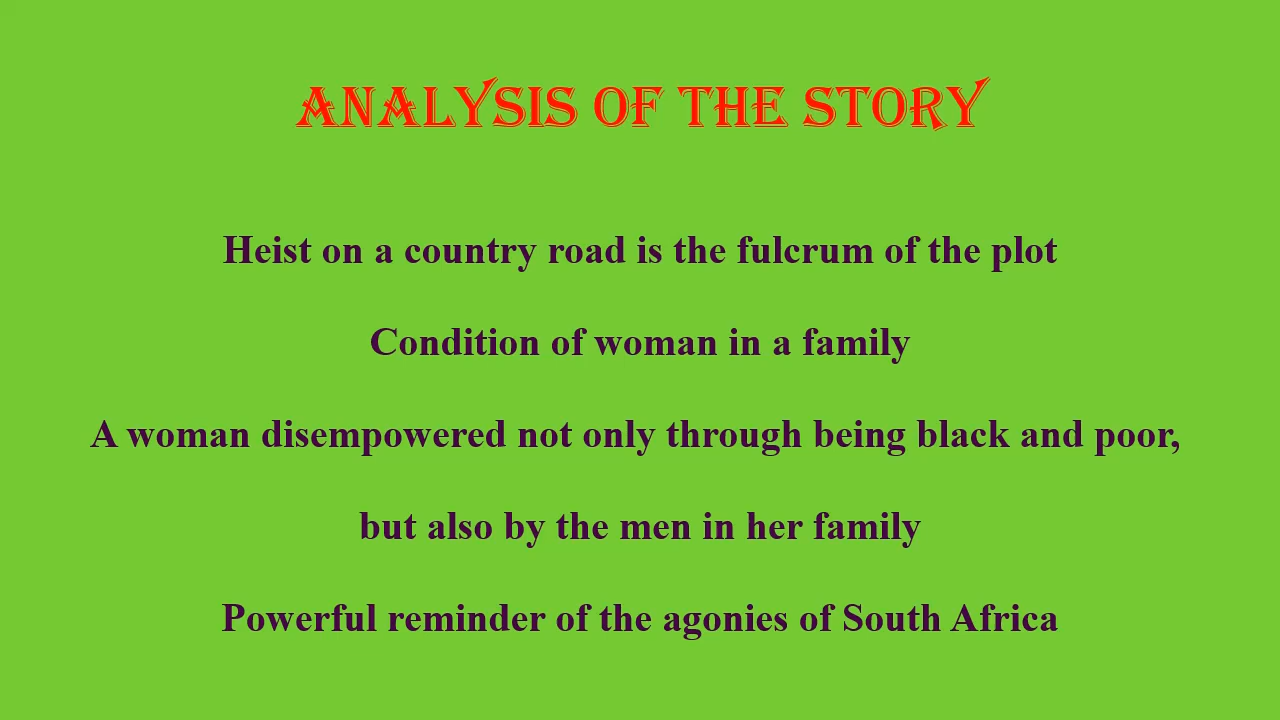 ANALYSIS OF THE STORY
Heist on a country road is the fulcrum of the plot
Condition of woman in a family
A woman disempowered not only through being black and poor,
but also by the men in her family
Powerful reminder of the agonies of South Africa